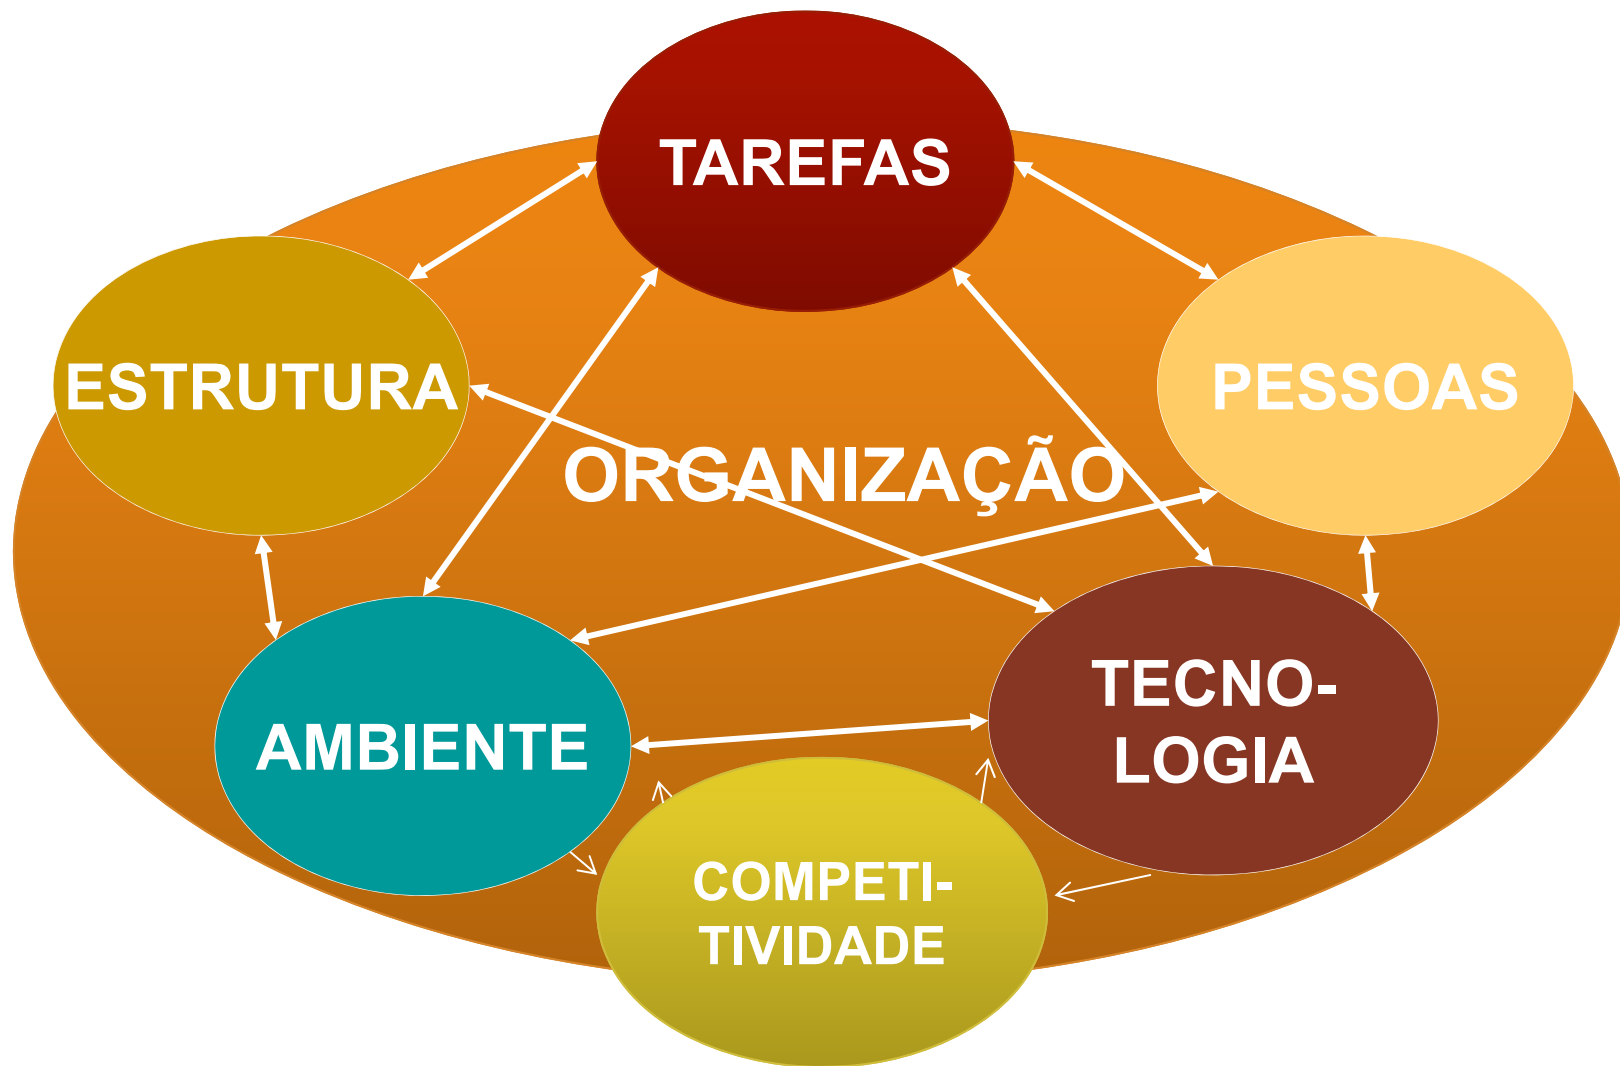 TAREFAS
ESTRUTURA
PESSOAS
ORGANIZAÇÃO
AMBIENTE
TECNO-
LOGIA
COMPETI-
TIVIDADE